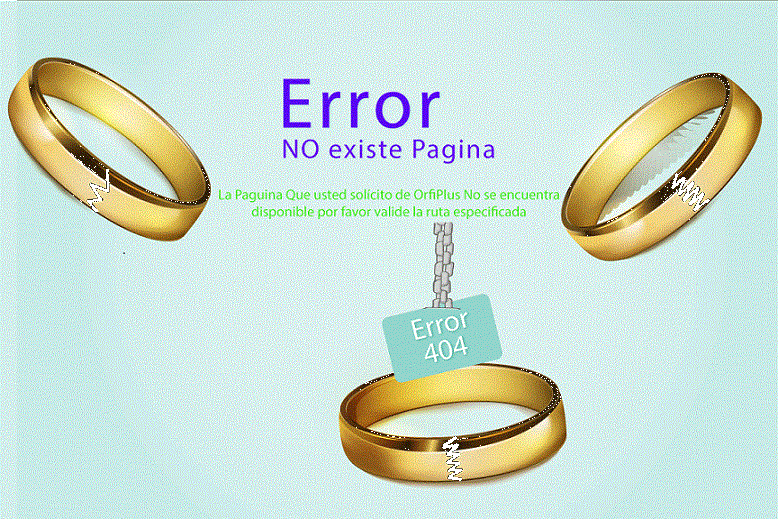 Error
NO existe Pagina
La Paguina Que usted solicito de OrfiPlus No se encuentra
disponible por favor valide la ruta especificada
Error
404